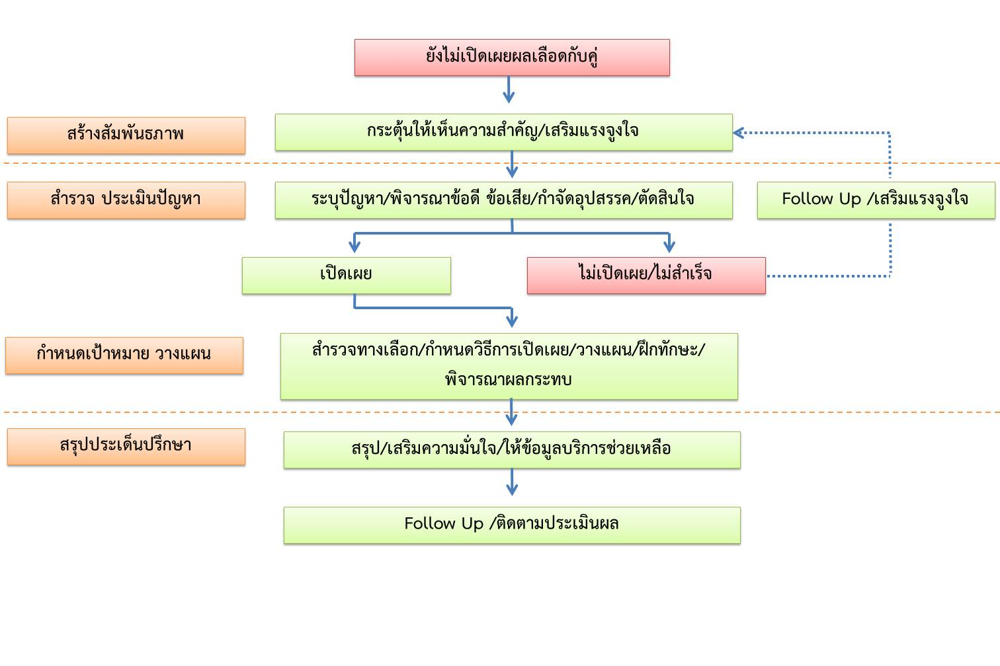 ยังไม่เปิดเผยผลเลือดกับคู่
สร้างสัมพันธภาพ
กระตุ้นให้เห็นความสำคัญ/เสริมแรงจูงใจ
สำรวจ ประเมินปัญหา
ระบุปัญหา/พิจารณาข้อดี ข้อเสีย/กำจัดอุปสรรค/ตัดสินใจ
Follow Up /เสริมแรงจูงใจ
เปิดเผย
ไม่เปิดเผย/ไม่สำเร็จ
กำหนดเป้าหมาย วางแผน
สำรวจทางเลือก/กำหนดวิธีการเปิดเผย/วางแผน/ฝึกทักษะ/
พิจารณาผลกระทบ
สรุปประเด็นปรึกษา
สรุป/เสริมความมั่นใจ/ให้ข้อมูลบริการช่วยเหลือ
Follow Up /ติดตามประเมินผล